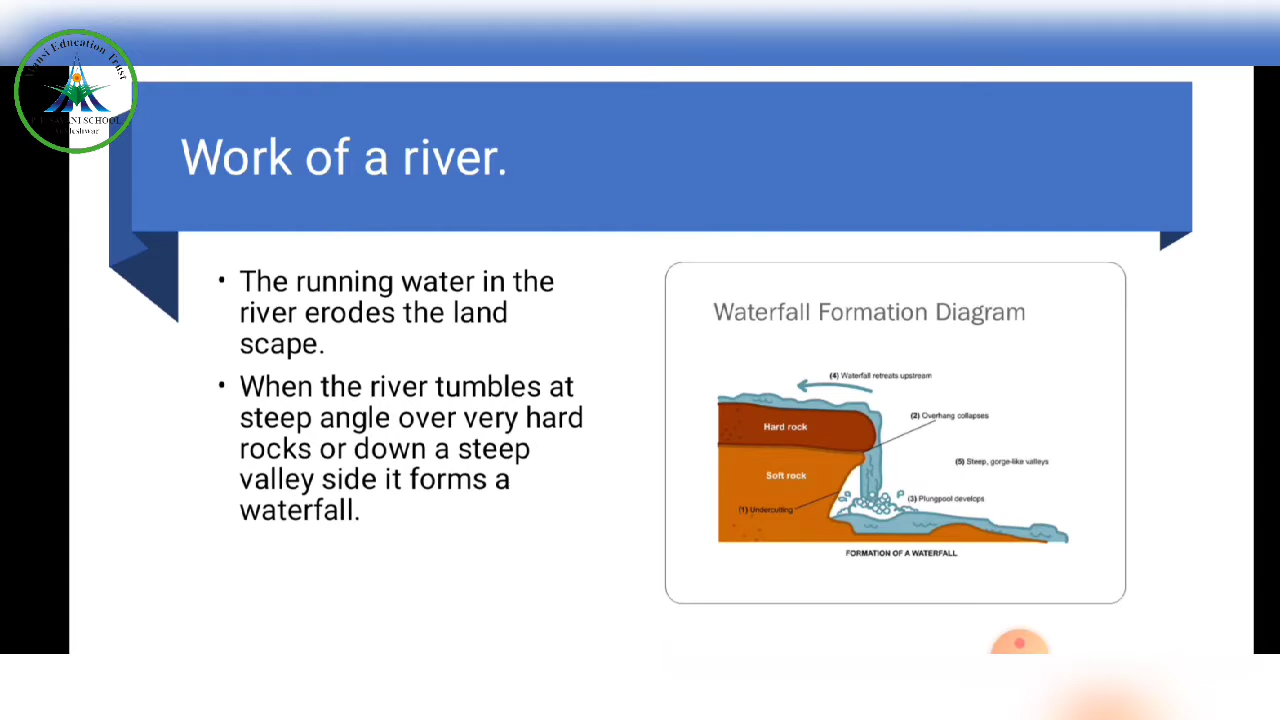 Work of a river.
• The running water in the
river erodes the land
scape.
• When the river tumbles at
steep angle over very hard
rocks or down a steep
valley side it forms a
waterfall.
Waterfall Formation Diagram
(4) Waterfall retreats upstream
(2) Overhang collapses
Hard rock
(5) Steep, gorge-like valleys
Soft rock
(3) Plungpool develops
(1) Undercutting
FORMATION OF A WATERFALL
Education Trust